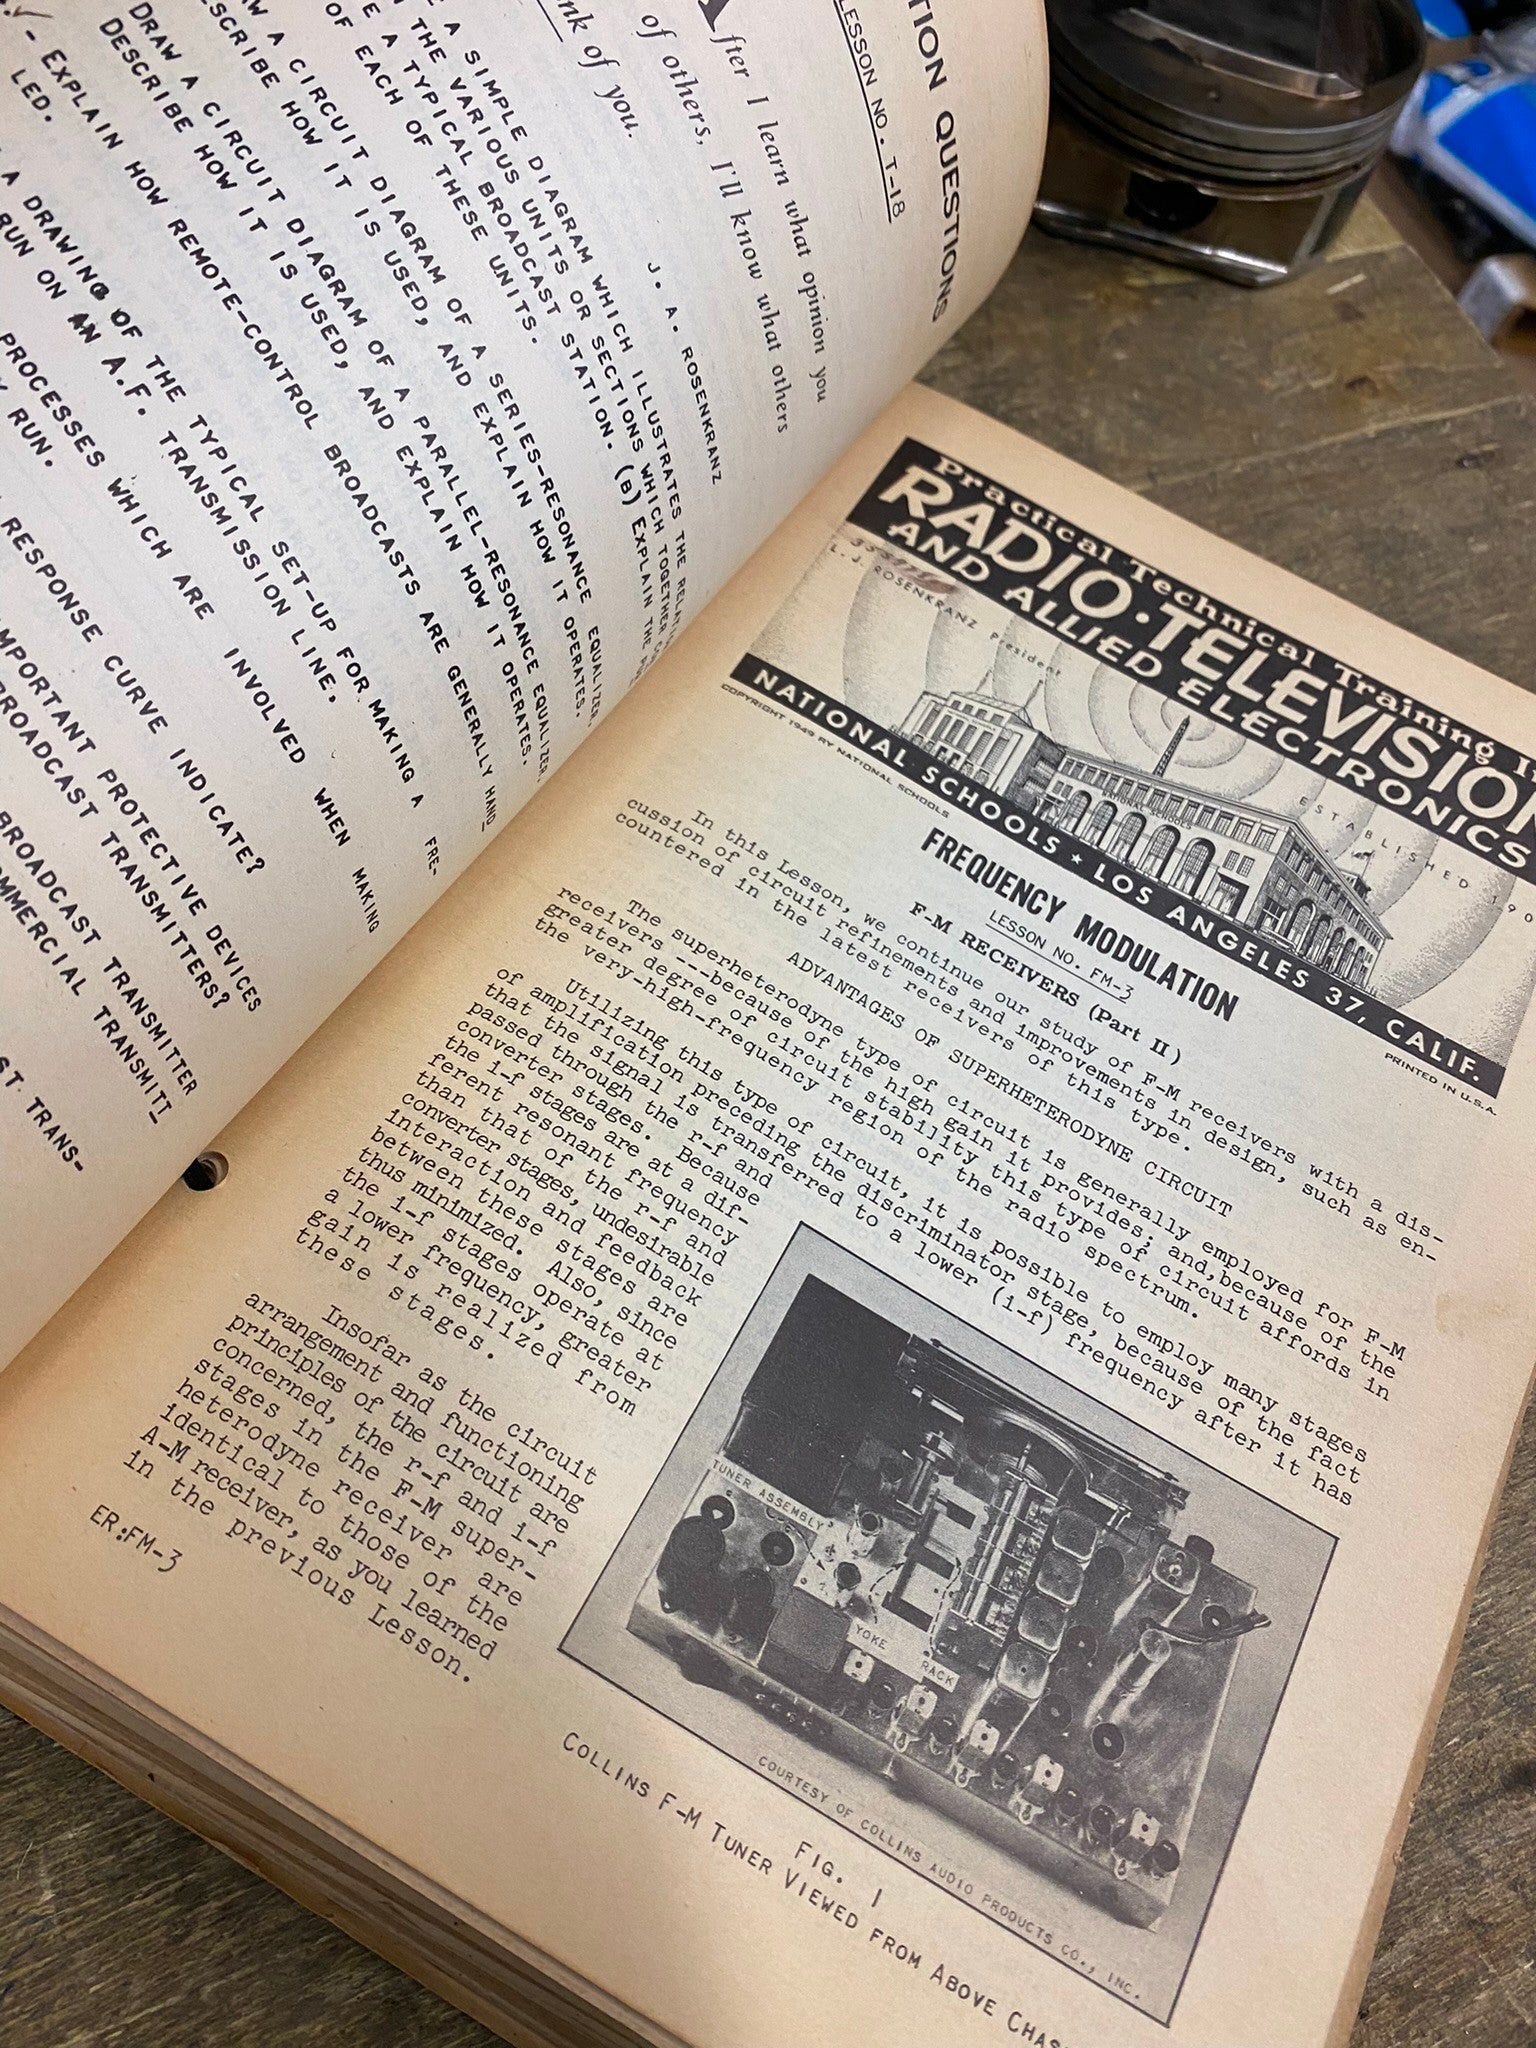 TION QUESTIONS
LESSON NO. T-18
After I learn what opinion you
of others, I'll know what others
nk of you.
J. A. ROSENKRANZ
A SIMPLE DIAGRAM WHICH ILLUSTRATES THE
THE VARIOUS UNITS OR SECTIONS WHICH TOGETHER
A TYPICAL BROADCAST STATION. (B) EXPLAIN THE
OF EACH OF THESE UNITS.
A CIRCUIT DIAGRAM OF A SERIES-RESONANCE EQUALIZER,
HOW IT IS USED, AND EXPLAIN HOW IT OPERATES.
DRAW A CIRCUIT DIAGRAM OF A PARALLEL-RESONANCE EQUALIZER,
DESCRIBE HOW IT IS USED, AND EXPLAIN HOW IT OPERATES.
- EXPLAIN HOW REMOTE-CONTROL BROADCASTS ARE GENERALLY HAND
LED.
A DRAWING OF THE TYPICAL SET-UP FOR MAKING A FRE-
RUN ON AN A.F. TRANSMISSION LINE,
PROCESSES WHICH ARE INVOLVED WHEN MAKING
RUN.
RESPONSE CURVE INDICATE?
IMPORTANT PROTECTIVE DEVICES
BROADCAST TRANSMITTERS?
BROADCAST TRANSMITTER
COMMERCIAL TRANSMITT
ST TRANS-
Practical Technical Training In
RADIO·TELEVISION
AND ALLIED ELECTRONICS
L. J. ROSENKRANZ President
ESTABLISHED 190
NATIONAL SCHOOLS
NATIONAL SCHOOLS ★ LOS ANGELES 37, CALIF.
COPYRIGHT 1949 BY NATIONAL SCHOOLS
PRINTED IN U.S.A.
FREQUENCY MODULATION
LESSON NO. FM-3
F-M RECEIVERS (Part II)
In this Lesson, we continue our study of F-M receivers with a dis-
cussion of circuit refinements and improvements in design, such as en-
countered in the latest receivers of this type.
ADVANTAGES OF SUPERHETERODYNE CIRCUIT
The superheterodyne type of circuit is generally employed for F-M
receivers ---because of the high gain it provides; and,because of the
greater degree of circuit stability this type of circuit affords in
the very-high-frequency region of the radio spectrum.
Utilizing this type of circuit, it is possible to employ many stages
of amplification preceding the discriminator stage, because of the fact
that the signal is transferred to a lower (i-f) frequency after it has
passed through the r-f and
converter stages. Because
the i-f stages are at a dif-
ferent resonant frequency
than that of the r-f and
converter stages, undesirable
interaction and feedback
between these stages are
thus minimized. Also, since
the i-f stages operate at
a lower frequency, greater
gain is realized from
these stages.
Insofar as the circuit
arrangement and functioning
principles of the circuit are
concerned, the r-f and i-f
stages in the F-M super-
heterodyne receiver are
identical to those of the
A-M receiver, as you learned
in the previous Lesson.
ER:FM-3
TUNER ASSEMBLY
YOKE
RACK
COURTESY OF COLLINS AUDIO PRODUCTS CO., INC.
FIG. 1
COLLINS F-M TUNER VIEWED FROM ABOVE CHAS